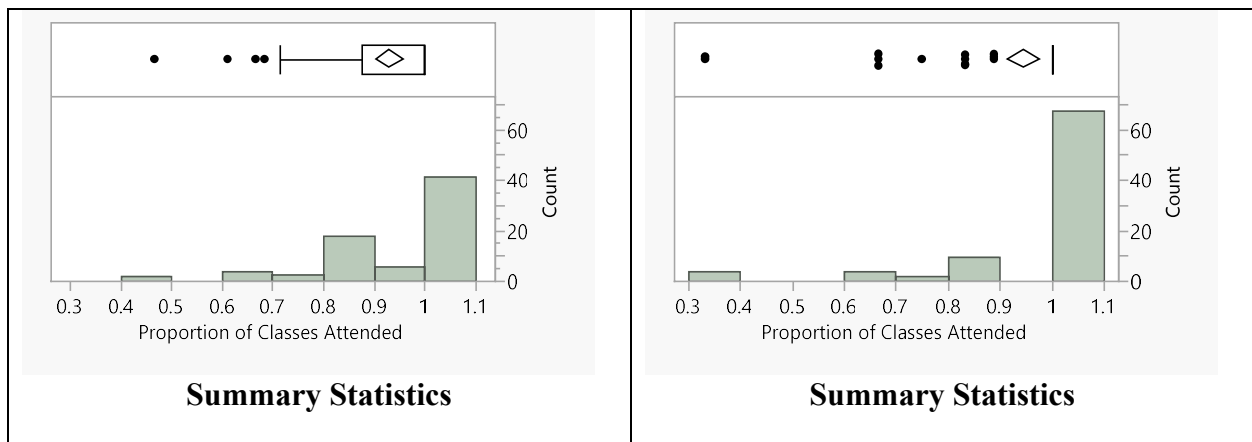 60
40
20
0
Count
0.3 0.4 0.5 0.6 0.7 0.8 0.9 1 1.1
Proportion of Classes Attended
Summary Statistics
60
40
20
0
Count
0.3 0.4 0.5 0.6 0.7 0.8 0.9 1 1.1
Proportion of Classes Attended
Summary Statistics